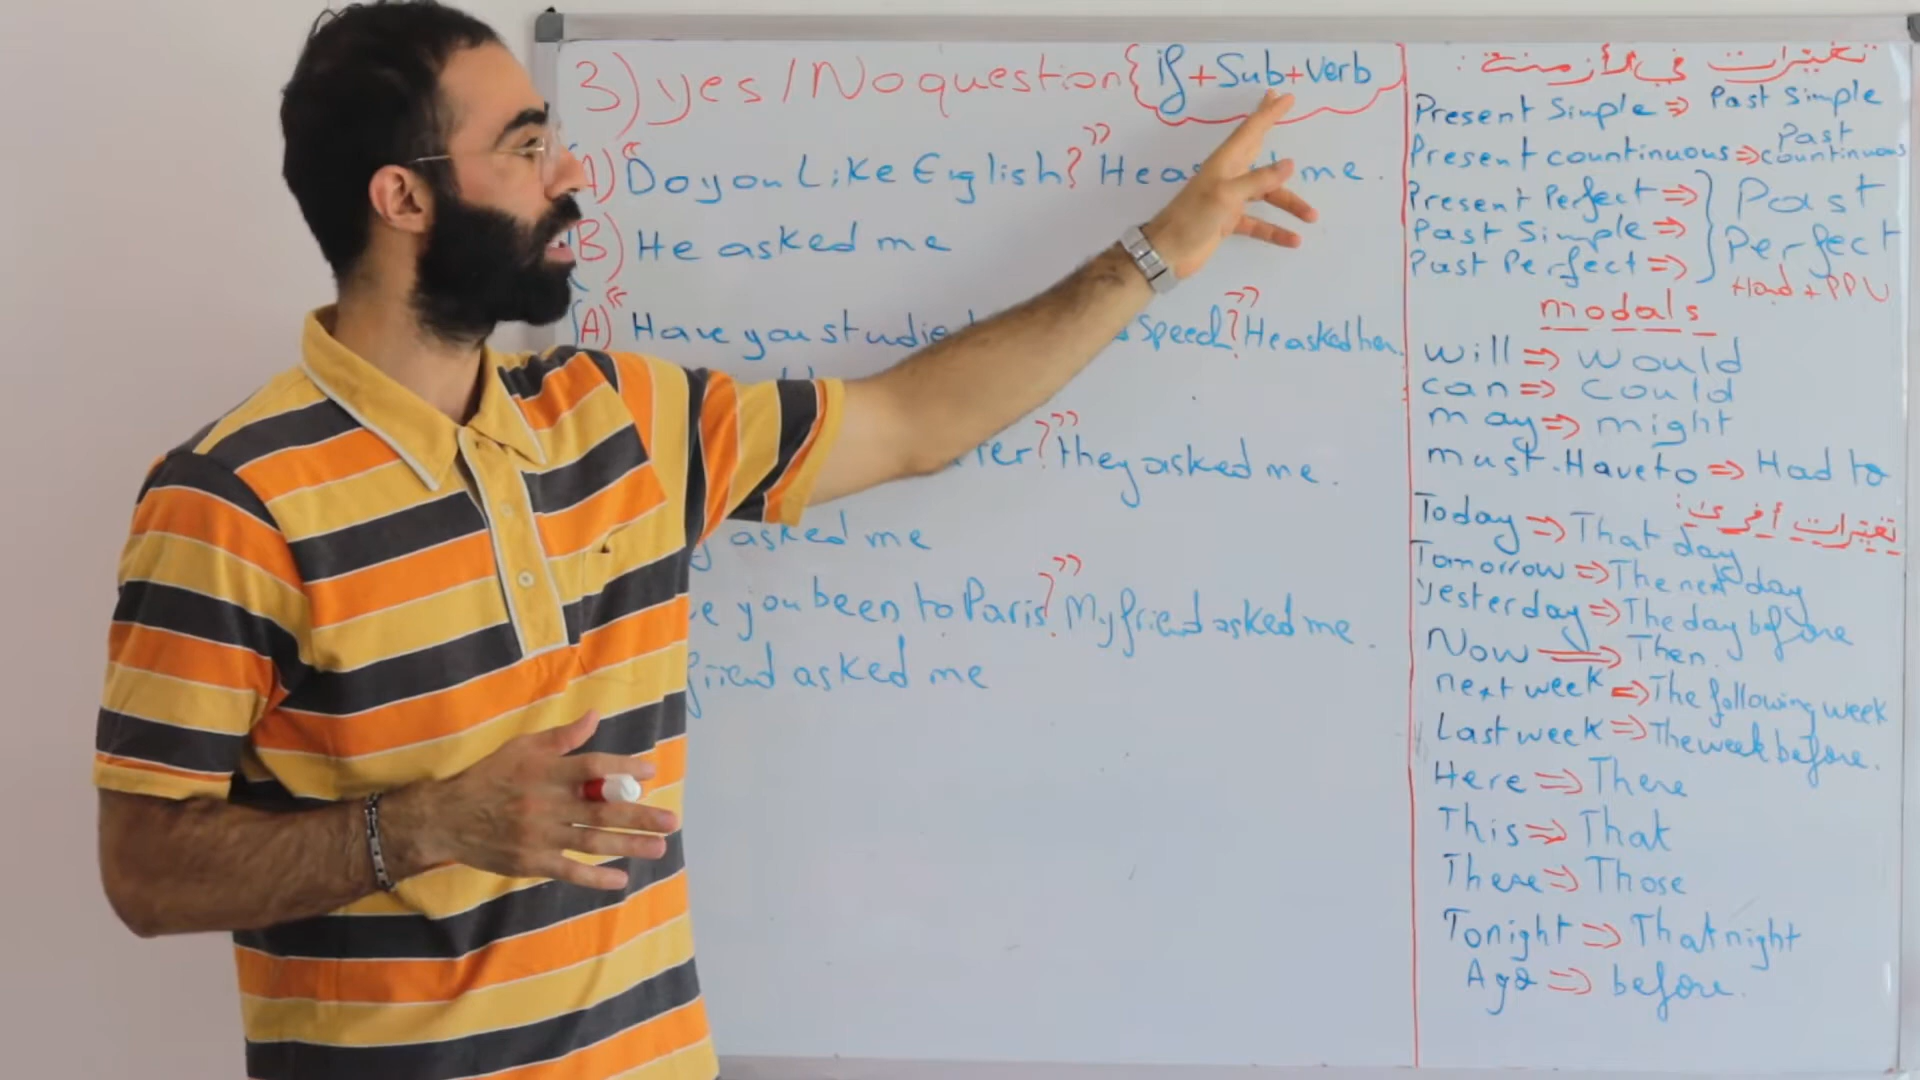 3) yes / No question { if + Sub + Verb
A) "Do you Like English?" He me.
B) He asked me
A) "Have you Speech?" He asked her.
?" they asked me.
asked me
you been to Paris?" My friend asked me.
asked me
تغيرات في الأزمنة :
Present Simple => Past Simple
Present countinuous => Past countinuous
Present Perfect =>
Past Simple =>
Past Perfect =>
} Past Perfect
Had + PPV
modals
will => would
can => could
may => might
must - Have to => Had to
تغيرات أخرى :
Today => That day
Tomorrow => The next day
yesterday => The day before
Now => Then.
next week => The following week
Last week => The week before.
Here => There
This => That
These => Those
Tonight => That night
Ago => before.